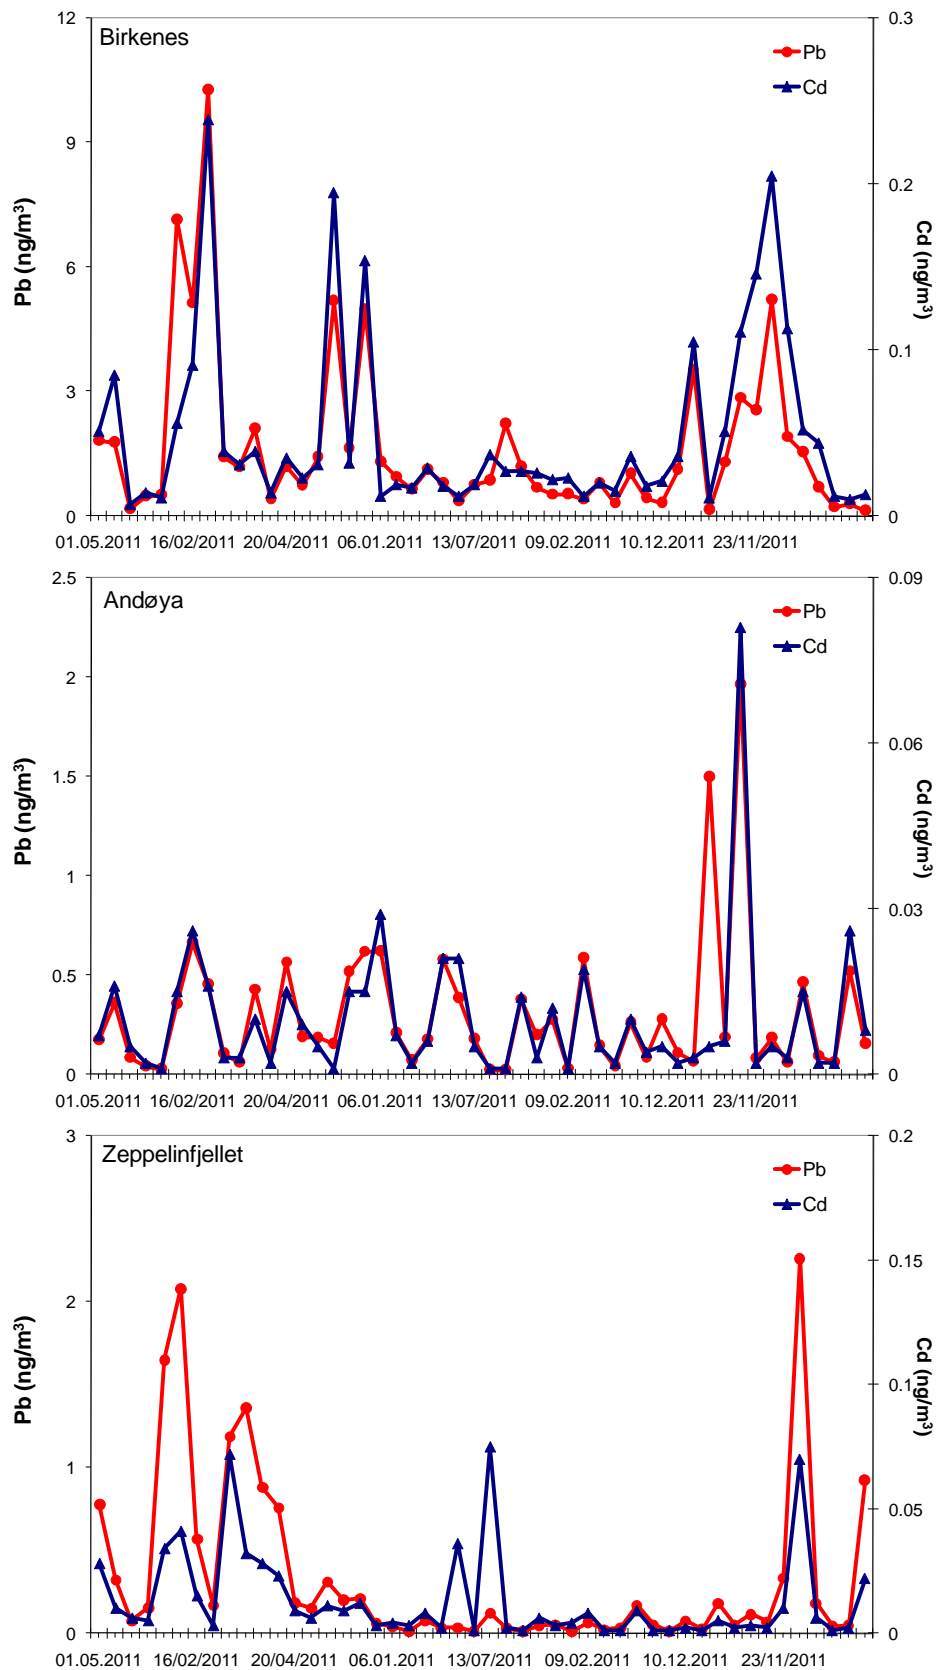 Birkenes
Pb
Cd
12
9
6
3
0
0.3
0.2
0.1
0
Pb (ng/m³)
Cd (ng/m³)
01.05.2011 16/02/2011 20/04/2011 06.01.2011 13/07/2011 09.02.2011 10.12.2011 23/11/2011
Andøya
Pb
Cd
2.5
2
1.5
1
0.5
0
0.09
0.06
0.03
0
Pb (ng/m³)
Cd (ng/m³)
01.05.2011 16/02/2011 20/04/2011 06.01.2011 13/07/2011 09.02.2011 10.12.2011 23/11/2011
Zeppelinfjellet
Pb
Cd
3
2
1
0
0.2
0.15
0.1
0.05
0
Pb (ng/m³)
Cd (ng/m³)
01.05.2011 16/02/2011 20/04/2011 06.01.2011 13/07/2011 09.02.2011 10.12.2011 23/11/2011